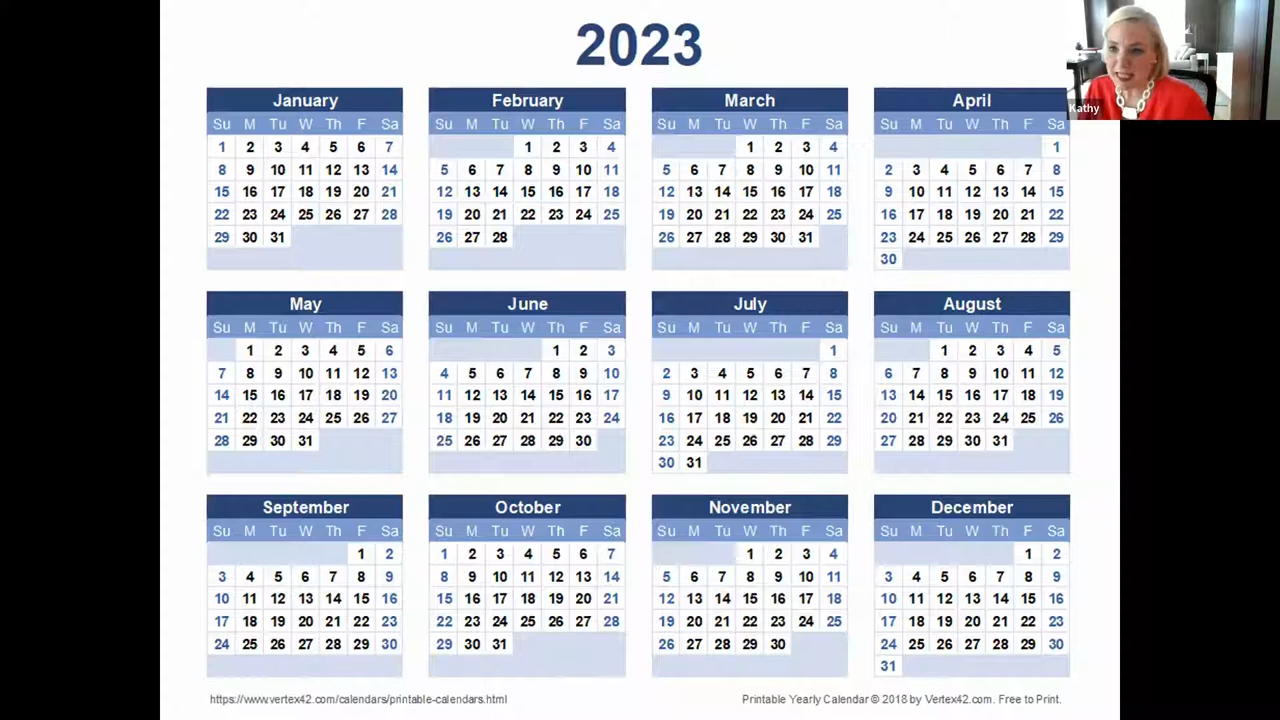 2023
Kathy
January February March April
Su M Tu W Th F Sa Su M Tu W Th F Sa Su M Tu W Th F Sa Su M Tu W Th F Sa
1 2 3 4 5 6 7 1 2 3 4 1 2 3 4 1
8 9 10 11 12 13 14 5 6 7 8 9 10 11 5 6 7 8 9 10 11 2 3 4 5 6 7 8
15 16 17 18 19 20 21 12 13 14 15 16 17 18 12 13 14 15 16 17 18 9 10 11 12 13 14 15
22 23 24 25 26 27 28 19 20 21 22 23 24 25 19 20 21 22 23 24 25 16 17 18 19 20 21 22
29 30 31 26 27 28 26 27 28 29 30 31 23 24 25 26 27 28 29
30
May June July August
Su M Tu W Th F Sa Su M Tu W Th F Sa Su M Tu W Th F Sa Su M Tu W Th F Sa
1 2 3 4 5 6 1 2 3 1 1 2 3 4 5
7 8 9 10 11 12 13 4 5 6 7 8 9 10 2 3 4 5 6 7 8 6 7 8 9 10 11 12
14 15 16 17 18 19 20 11 12 13 14 15 16 17 9 10 11 12 13 14 15 13 14 15 16 17 18 19
21 22 23 24 25 26 27 18 19 20 21 22 23 24 16 17 18 19 20 21 22 20 21 22 23 24 25 26
28 29 30 31 25 26 27 28 29 30 23 24 25 26 27 28 29 27 28 29 30 31
30 31
September October November December
Su M Tu W Th F Sa Su M Tu W Th F Sa Su M Tu W Th F Sa Su M Tu W Th F Sa
1 2 1 2 3 4 5 6 7 1 2 3 4 1 2
3 4 5 6 7 8 9 8 9 10 11 12 13 14 5 6 7 8 9 10 11 3 4 5 6 7 8 9
10 11 12 13 14 15 16 15 16 17 18 19 20 21 12 13 14 15 16 17 18 10 11 12 13 14 15 16
17 18 19 20 21 22 23 22 23 24 25 26 27 28 19 20 21 22 23 24 25 17 18 19 20 21 22 23
24 25 26 27 28 29 30 29 30 31 26 27 28 29 30 24 25 26 27 28 29 30
31
https://www.vertex42.com/calendars/printable-calendars.html Printable Yearly Calendar © 2018 by Vertex42.com. Free to Print.